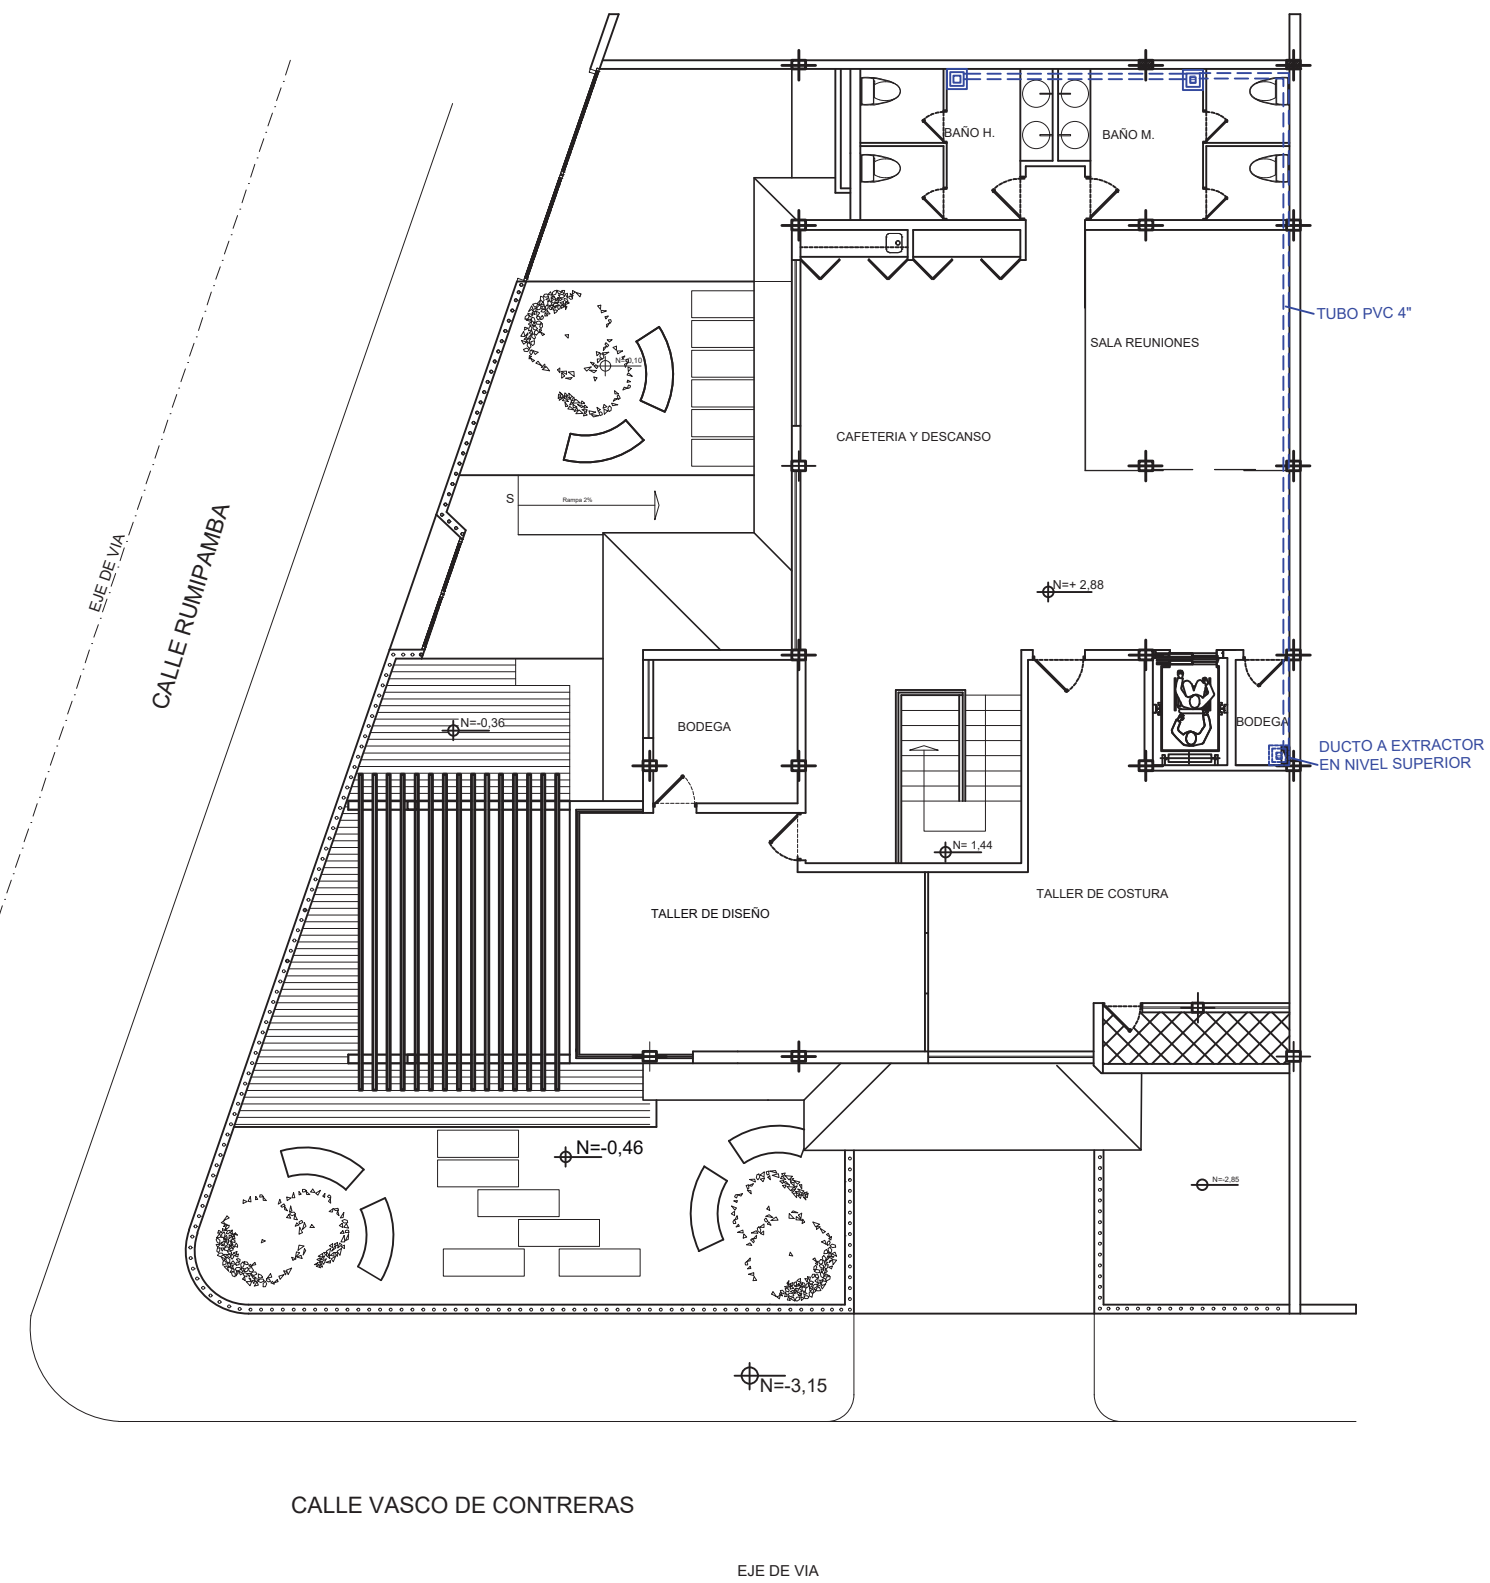 BAÑO H.
BAÑO M.
TUBO PVC 4"
SALA REUNIONES
N=-0,10
CAFETERIA Y DESCANSO
S
Rampa 2%
EJE DE VIA
CALLE RUMIPAMBA
N=+ 2,88
N=-0,36
BODEGA
BODEGA
DUCTO A EXTRACTOR
EN NIVEL SUPERIOR
N= 1,44
TALLER DE COSTURA
TALLER DE DISEÑO
N=-0,46
N=-2,85
N=-3,15
CALLE VASCO DE CONTRERAS
EJE DE VIA